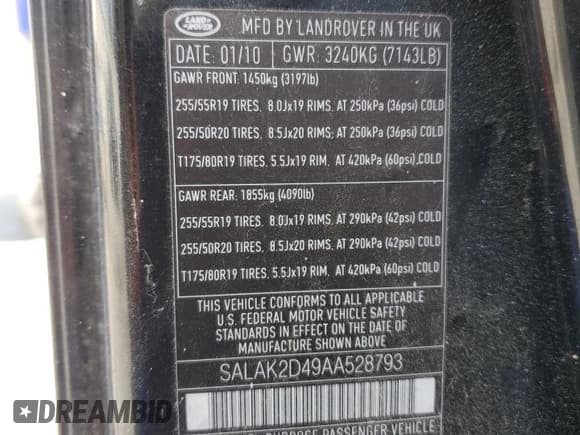 LAND ROVER
MFD BY LANDROVER IN THE UK
DATE: 01/10 GWR: 3240KG (7143LB)
GAWR FRONT: 1450kg (3197lb)
255/55R19 TIRES, 8.0Jx19 RIMS, AT 250kPa (36psi) COLD
255/50R20 TIRES, 8.5Jx20 RIMS; AT 250kPa (36psi) COLD
T175/80R19 TIRES, 5.5Jx19 RIM, AT 420kPa (60psi),COLD
GAWR REAR: 1855kg (4090lb)
255/55R19 TIRES, 8.0Jx19 RIMS, AT 290kPa (42psi) COLD
255/50R20 TIRES, 8.5Jx20 RIMS, AT 290kPa (42psi) COLD
T175/80R19 TIRES, 5.5Jx19 RIM, AT 420kPa (60psi) COLD
THIS VEHICLE CONFORMS TO ALL APPLICABLE
U.S. FEDERAL MOTOR VEHICLE SAFETY
STANDARDS IN EFFECT ON THE DATE OF
MANUFACTURE SHOWN ABOVE.
SALAK2D49AA528793
PURPOSE PASSENGER VEHICLE
DREAMBID